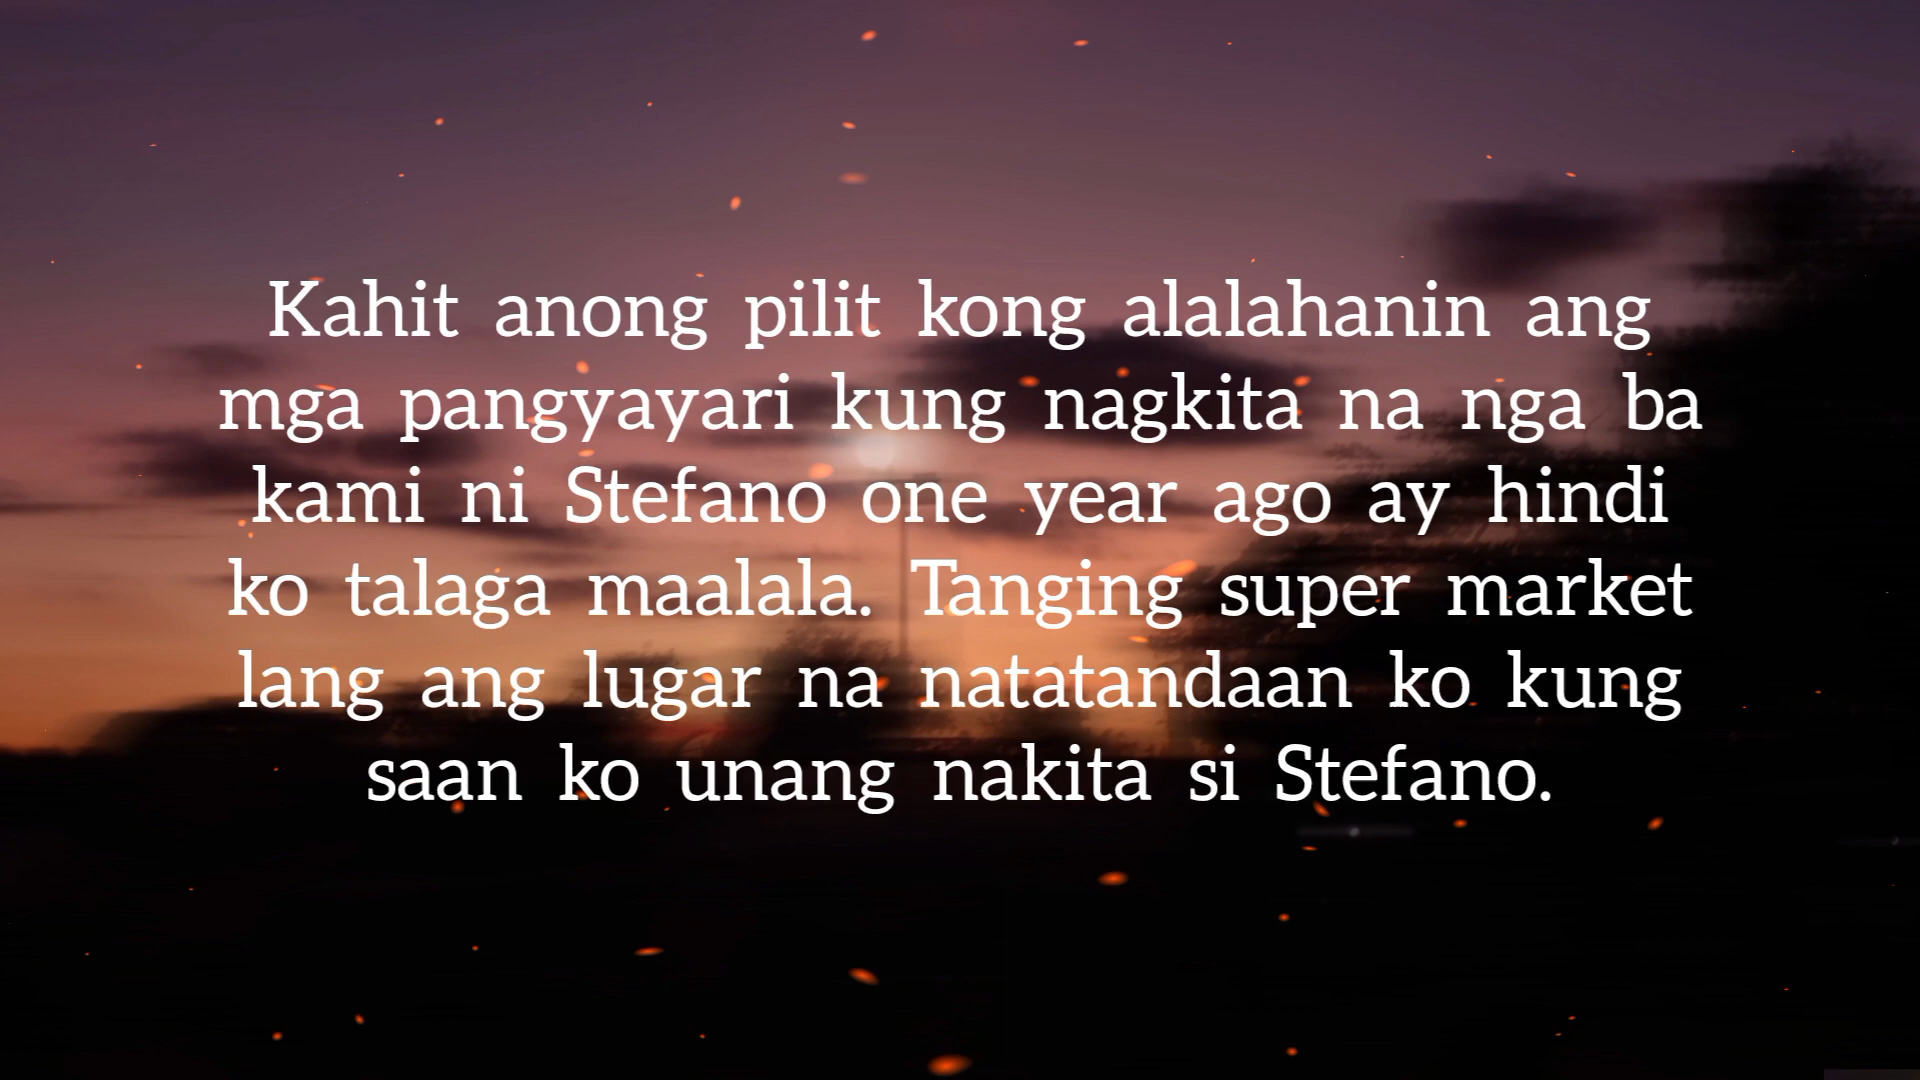 Kahit anong pilit kong alalahanin ang
mga pangyayari kung nagkita na nga ba
kami ni Stefano one year ago ay hindi
ko talaga maalala. Tanging super market
lang ang lugar na natatandaan ko kung
saan ko unang nakita si Stefano.